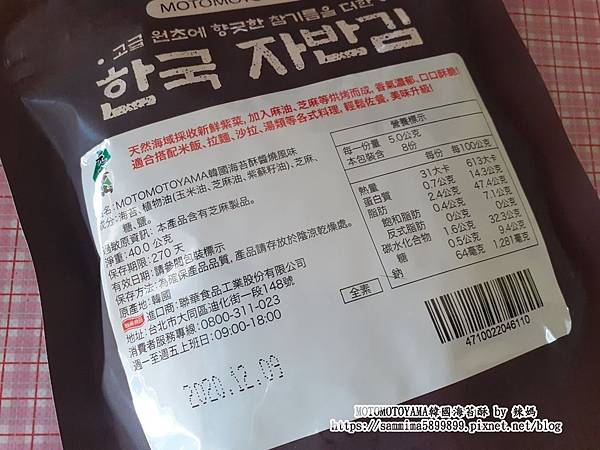 MOTOMOTOYAMA
·고급 원초에 향긋한 참기름을 더한
한국 자반김
天然海域採收新鮮紫菜,加入麻油、芝麻等烘烤而成,香氣濃郁、口口酥脆!
適合搭配米飯、拉麵、沙拉、湯類等各式料理,輕鬆佐餐,美味升級!
品名: MOTOMOTOYAMA韓國海苔酥醬燒風味
成分: 海苔、植物油(玉米油、芝麻油、紫蘇籽油)、芝麻、
糖、鹽。
過敏原資訊: 本產品含有芝麻製品。
淨重: 40.0 公克
保存期限: 270 天
有效日期: 請參閱包裝標示
保存方法: 為確保產品品質, 產品請存放於陰涼乾燥處。
原產地: 韓國
進口商: 聯華食品工業股份有限公司
地址: 台北市大同區迪化街一段148號
消費者服務專線: 0800-311-023
週一至週五上班日: 09:00-18:00
全素
營養標示
每一份量 5.0公克
本包裝含 8份
每份 每100公克
熱量 31大卡 613大卡
蛋白質 0.7公克 14.3公克
脂肪 2.4公克 47.4公克
飽和脂肪 0.4公克 7.1公克
反式脂肪 0公克 0公克
碳水化合物 1.6公克 32.3公克
糖 0.5公克 9.4公克
鈉 64毫克 1,281毫克
4710022046110
2020.12.09
MOTOMOTOYAMA韓國海苔酥 by 辣媽
https://sammima5899899.pixnet.net/blog